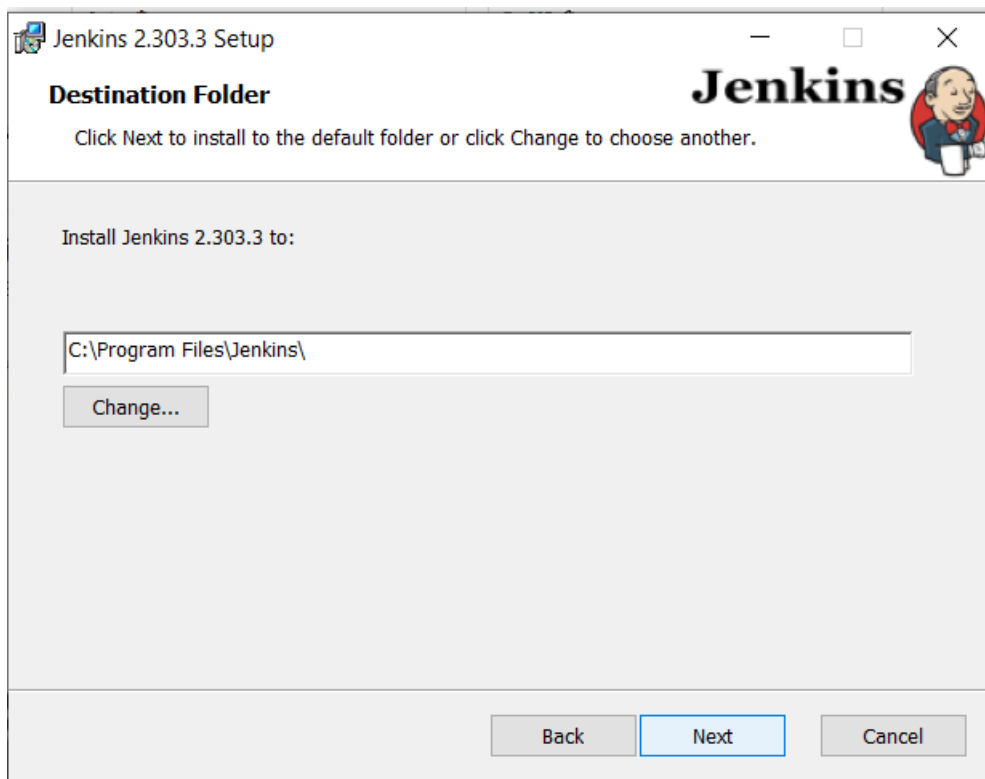 Jenkins 2.303.3 Setup
Jenkins
Destination Folder
Click Next to install to the default folder or click Change to choose another.
Install Jenkins 2.303.3 to:
C:\Program Files\Jenkins\
Change...
Back
Next
Cancel